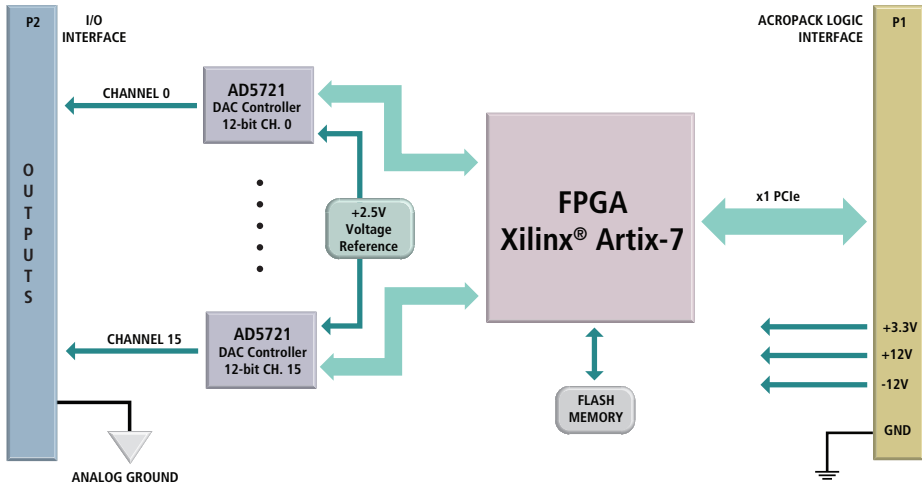 P2
I/O
INTERFACE
ACROPACK LOGIC
INTERFACE
P1
CHANNEL 0
AD5721
DAC Controller
12-bit CH. 0
OUTPUTS
+2.5V
Voltage
Reference
FPGA
Xilinx® Artix-7
x1 PCIe
CHANNEL 15
AD5721
DAC Controller
12-bit CH. 15
+3.3V
+12V
-12V
FLASH
MEMORY
GND
ANALOG GROUND